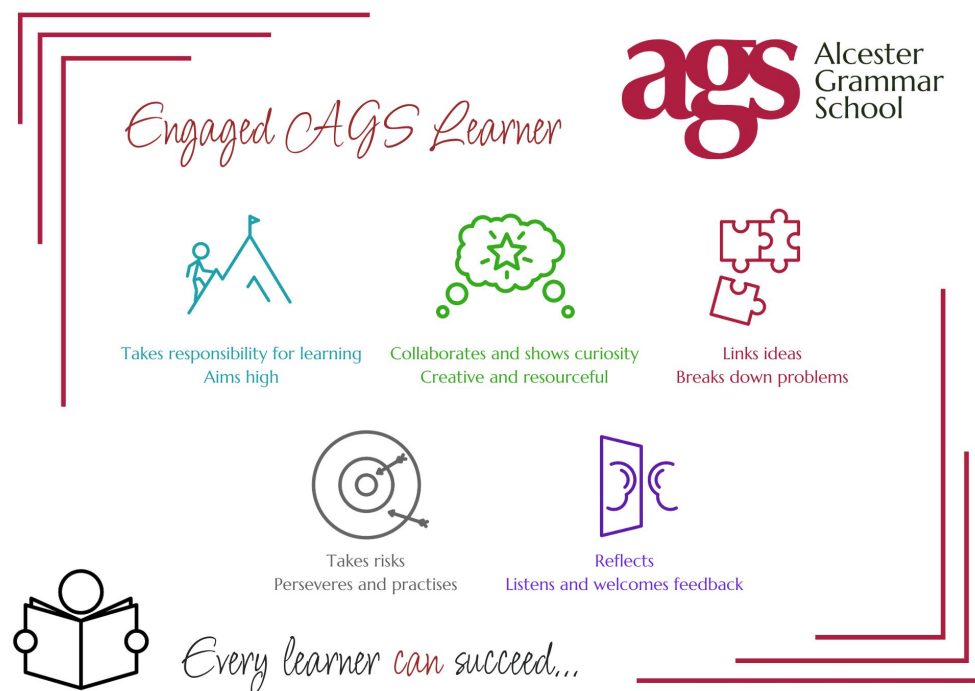 ags
Alcester
Grammar
School
Engaged AGS Learner
Takes responsibility for learning
Aims high
Collaborates and shows curiosity
Creative and resourceful
Links ideas
Breaks down problems
Takes risks
Perseveres and practises
Reflects
Listens and welcomes feedback
Every learner can succeed...